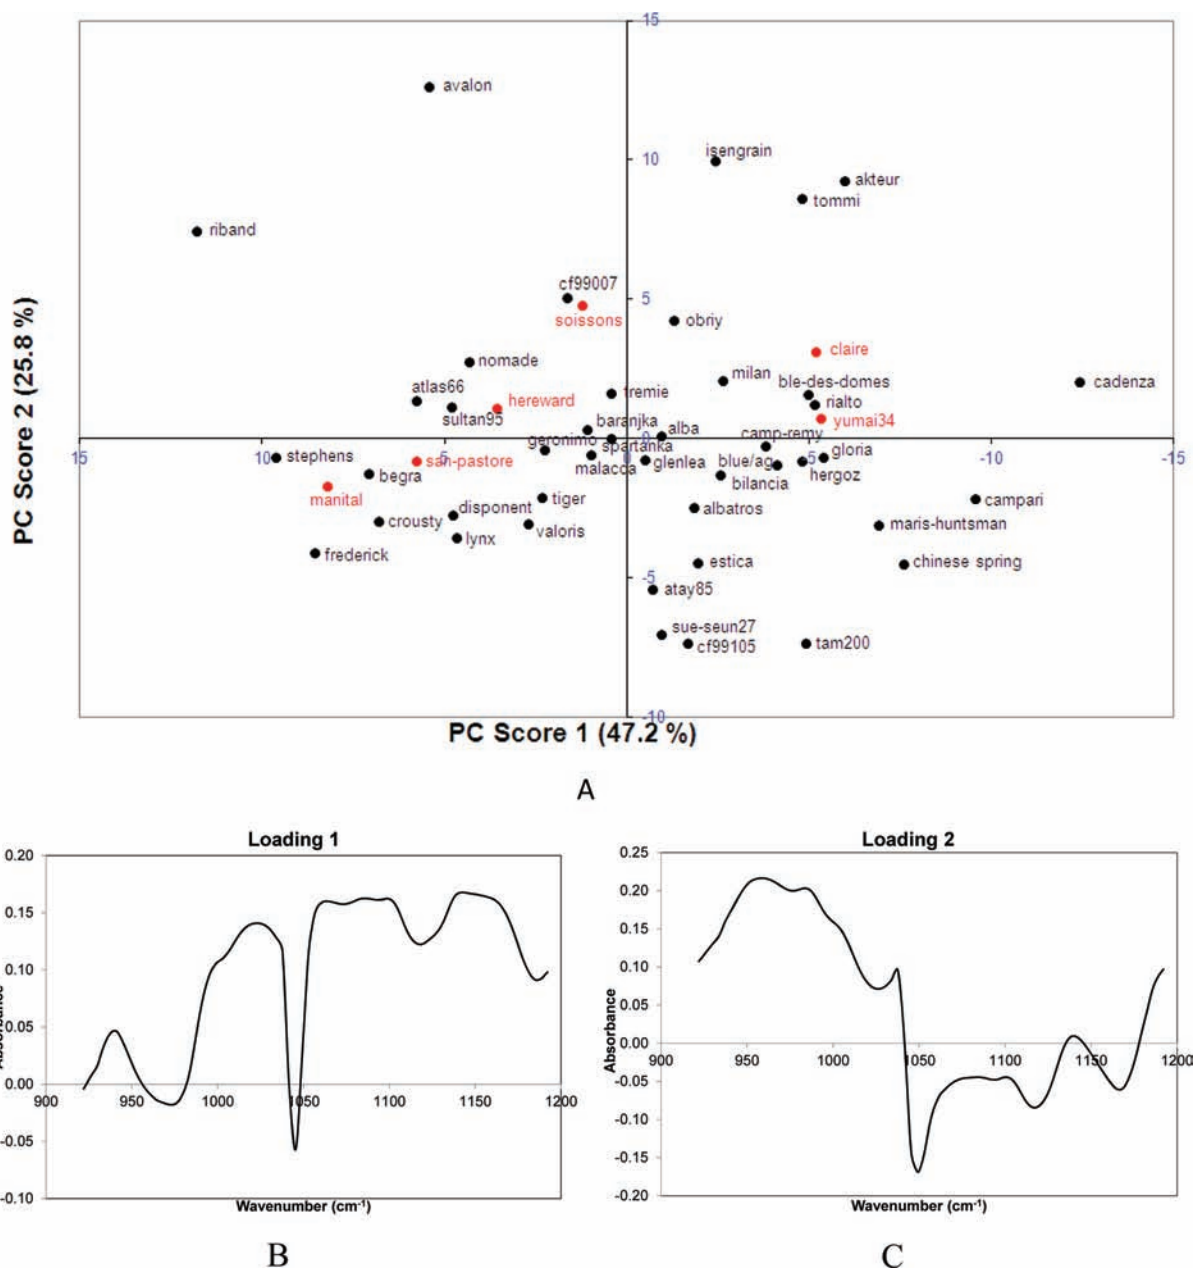 15
avalon
isengrain
10
akteur
tommi
riband
cf99007
5
soissons
obriy
claire
nomade
milan
ble-des-domes
cadenza
atlas66
hereward
tremie
rialto
sultan95
baranjka
alba
yumai34
15
10
5
geronimo
spartanka
0
camp-remy
-5
gloria
-10
-15
stephens
san-pastore
malacca
glenlea
blue/ag
hergoz
begra
bilancia
manital
tiger
campari
crousty
disponent
albatros
maris-huntsman
valoris
lynx
frederick
estica
chinese spring
-5
atay85
sue-seun27
cf99105
tam200
-10
PC Score 2 (25.8 %)
PC Score 1 (47.2 %)
A
Loading 1
0.20
0.15
0.10
0.05
0.00
-0.05
-0.10
900
950
1000
1050
1100
1150
1200
Absorbance
Wavenumber (cm-1)
B
Loading 2
0.25
0.20
0.15
0.10
0.05
0.00
-0.05
-0.10
-0.15
-0.20
900
950
1000
1050
1100
1150
1200
Absorbance
Wavenumber (cm-1)
C